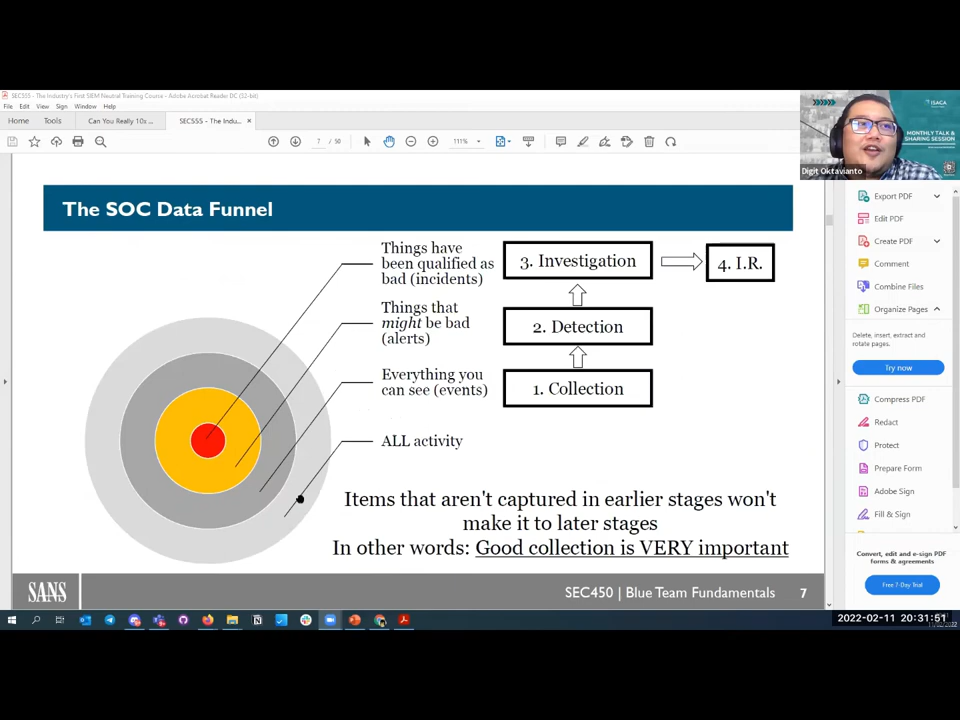 SEC555 - The Industry's First SIEM Neutral Training Course - Adobe Acrobat Reader DC (32-bit)
File Edit View Sign Window Help
Home Tools Can You Really 10x ... SEC555 - The Indu... ×
7 / 50 111%
ISACA
MONTHLY TALK &
SHARING SESSION
Digit Oktavianto
The SOC Data Funnel
Things have
been qualified as
bad (incidents)
3. Investigation
4. I.R.
Things that
might be bad
(alerts)
2. Detection
Everything you
can see (events)
1. Collection
ALL activity
Items that aren't captured in earlier stages won't
make it to later stages
In other words: Good collection is VERY important
SANS
SEC450 | Blue Team Fundamentals 7
Export PDF
Edit PDF
Create PDF
Comment
Combine Files
Organize Pages
Delete, insert, extract and
rotate pages.
Try now
Compress PDF
Redact
Protect
Prepare Form
Adobe Sign
Fill & Sign
Convert, edit and e-sign PDF
forms & agreements
Free 7-Day Trial
2022-02-11 20:31:51